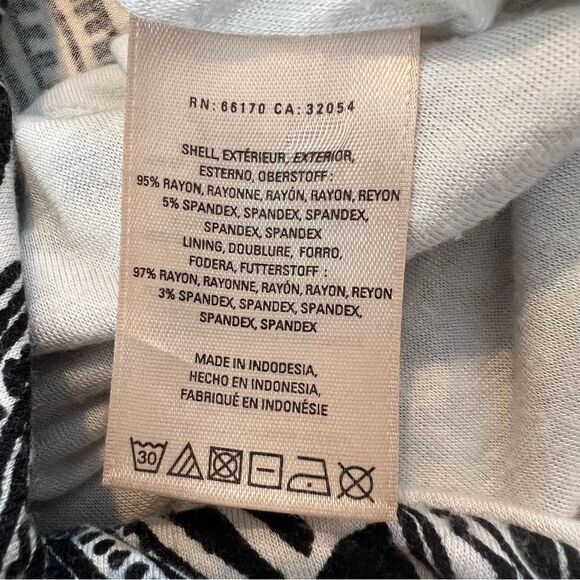 RN: 66170 CA: 32054
SHELL, EXTÉRIEUR, EXTERIOR,
ESTERNO, OBERSTOFF :
95% RAYON, RAYONNE, RAYÓN, RAYON, REYON
5% SPANDEX, SPANDEX, SPANDEX,
SPANDEX, SPANDEX
LINING, DOUBLURE, FORRO,
FODERA, FUTTERSTOFF :
97% RAYON, RAYONNE, RAYÓN, RAYON, REYON
3% SPANDEX, SPANDEX, SPANDEX,
SPANDEX, SPANDEX
MADE IN INDODESIA,
HECHO EN INDONESIA,
FABRIQUÉ EN INDONÉSIE
30